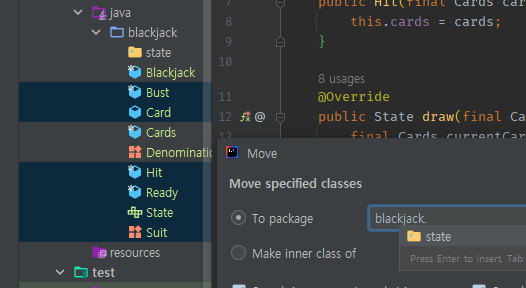 java
blackjack
state
Blackjack
Bust
Card
Cards
Denominatio
Hit
Ready
State
Suit
resources
test
7 public Hit(final Cards car
8 this.cards = cards;
9 }
10
8 usages
11 @Override
12 public State draw(final Ca
13 final Cards currentCar
Move
Move specified classes
To package blackjack.
state
Press Enter to insert, Tab
Make inner class of